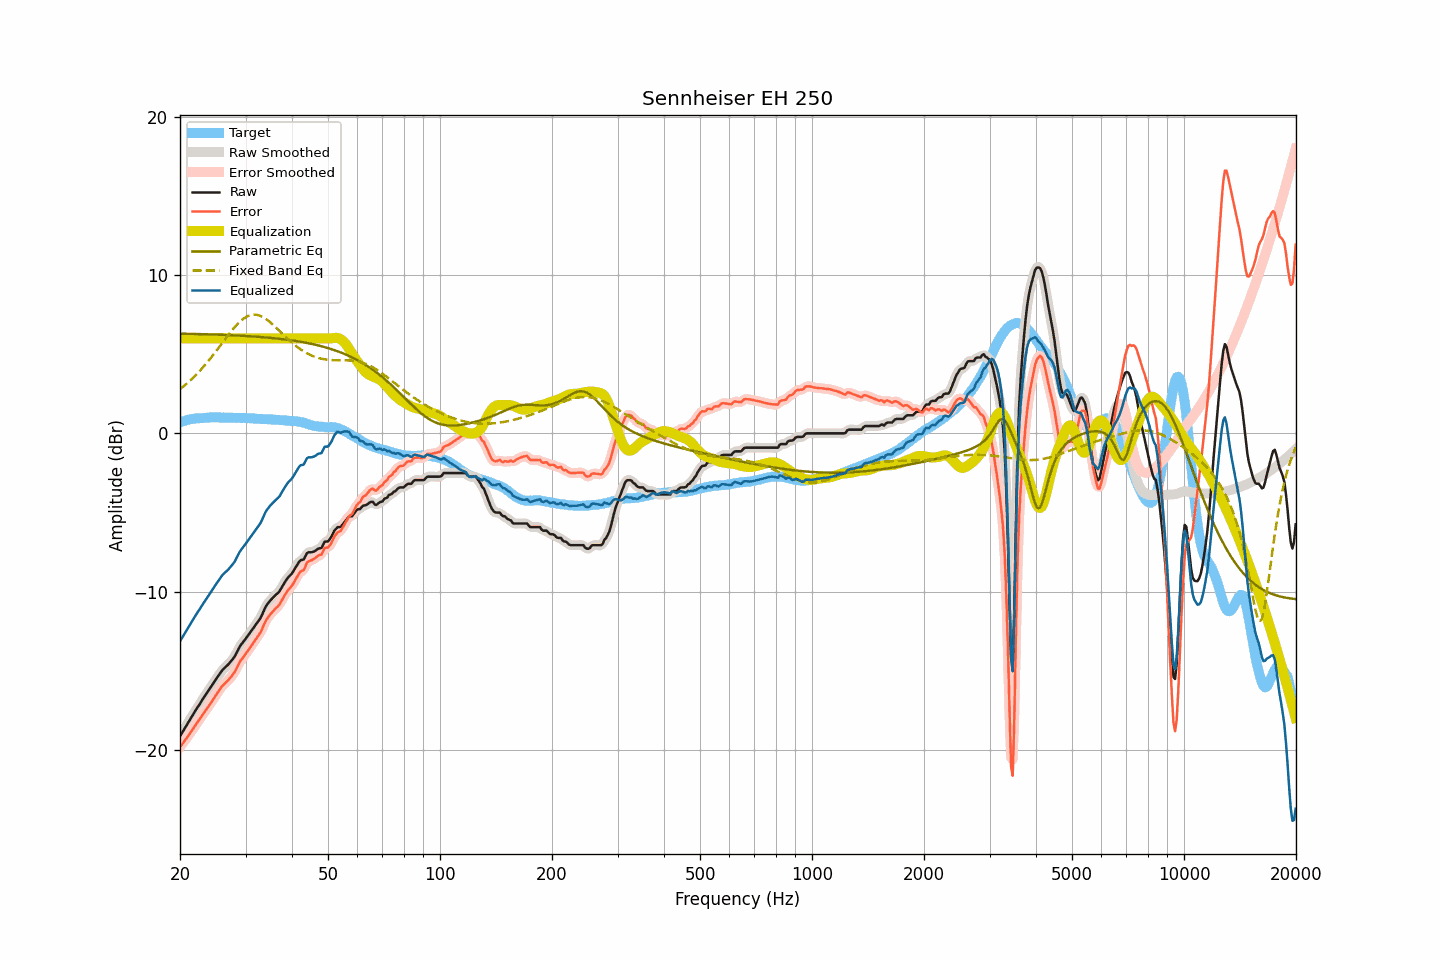 Sennheiser EH 250
20
10
0
−10
−20
Amplitude (dBr)
Target
Raw Smoothed
Error Smoothed
Raw
Error
Equalization
Parametric Eq
Fixed Band Eq
Equalized
20 50 100 200 500 1000 2000 5000 10000 20000
Frequency (Hz)